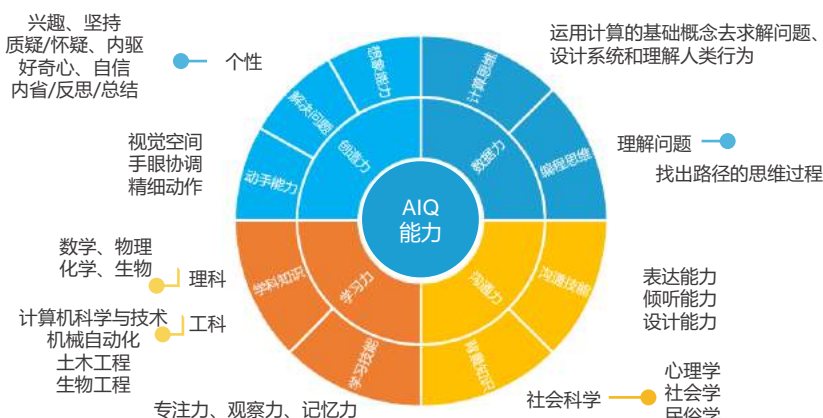 兴趣、坚持
质疑/怀疑、内驱
好奇心、自信
内省/反思/总结
个性
运用计算的基础概念去求解问题、
设计系统和理解人类行为
想象能力
计算思维
解决问题
创造力
数据力
编程思维
动手能力
视觉空间
手眼协调
精细动作
理解问题
找出路径的思维过程
AIQ
能力
数学、物理
化学、生物
理科
学科知识
学习力
沟通力
沟通技能
表达能力
倾听能力
设计能力
计算机科学与技术
机械自动化
土木工程
生物工程
工科
学习技能
背景知识
专注力、观察力、记忆力
社会科学
心理学
社会学
民俗学